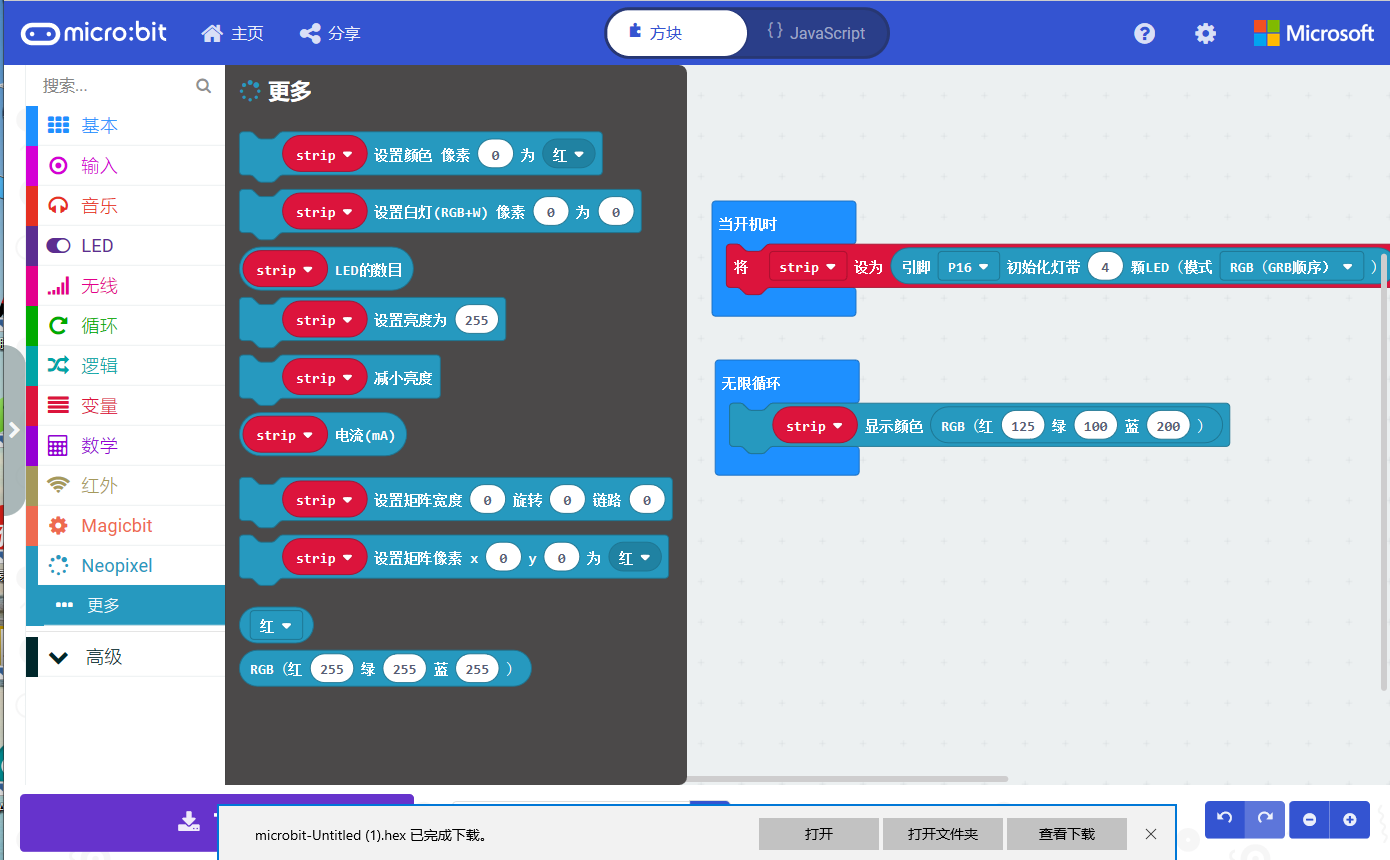 micro:bit 主页 分享 方块 {} JavaScript ? Microsoft
搜索...
基本
输入
音乐
LED
无线
循环
逻辑
变量
数学
红外
Magicbit
Neopixel
更多
高级
更多
strip 设置颜色 像素 0 为 红
strip 设置白灯(RGB+W) 像素 0 为 0
strip LED的数目
strip 设置亮度为 255
strip 减小亮度
strip 电流(mA)
strip 设置矩阵宽度 0 旋转 0 链路 0
strip 设置矩阵像素 x 0 y 0 为 红
红
RGB（红 255 绿 255 蓝 255 ）
当开机时
将 strip 设为 引脚 P16 初始化灯带 4 颗LED（模式 RGB（GRB顺序） ）
无限循环
strip 显示颜色 RGB（红 125 绿 100 蓝 200 ）
microbit-Untitled (1).hex 已完成下载。 打开 打开文件夹 查看下载